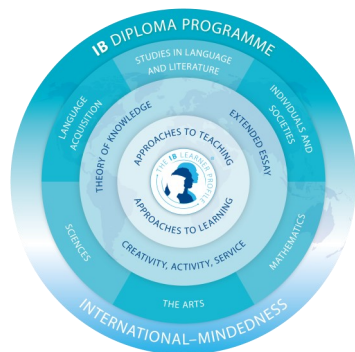 IB DIPLOMA PROGRAMME
STUDIES IN LANGUAGE
AND LITERATURE
LANGUAGE
ACQUISITION
INDIVIDUALS AND
SOCIETIES
THEORY OF KNOWLEDGE
EXTENDED ESSAY
APPROACHES TO TEACHING
THE IB LEARNER PROFILE
APPROACHES TO LEARNING
CREATIVITY, ACTIVITY, SERVICE
SCIENCES
MATHEMATICS
THE ARTS
INTERNATIONAL–MINDEDNESS